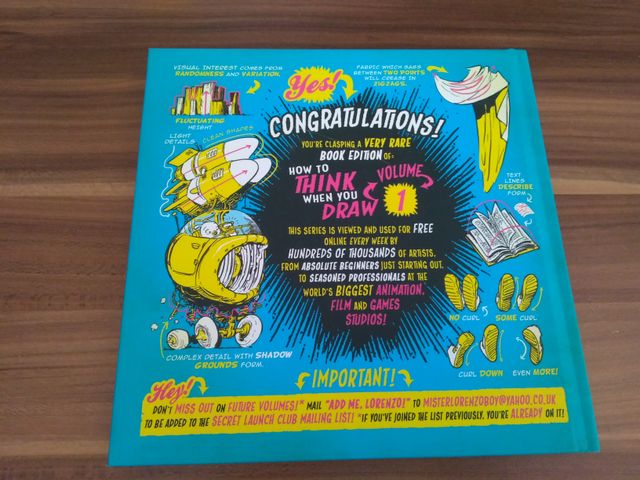 VISUAL INTEREST COMES FROM
RANDOMNESS AND VARIATION.
Yes!
FABRIC WHICH SAGS
BETWEEN TWO POINTS
WILL CREASE IN
ZIGZAGS.
FLUCTUATING
HEIGHT
LIGHT
DETAILS
CLEAN SHAPES
CONGRATULATIONS!
YOU'RE CLASPING A VERY RARE
BOOK EDITION OF:
HOW TO
THINK
WHEN YOU
DRAW
VOLUME
1
TEXT
LINES
DESCRIBE
FORM
THIS SERIES IS VIEWED AND USED FOR FREE
ONLINE EVERY WEEK BY
HUNDREDS OF THOUSANDS OF ARTISTS.
FROM ABSOLUTE BEGINNERS JUST STARTING OUT,
TO SEASONED PROFESSIONALS AT THE
WORLD'S BIGGEST ANIMATION,
FILM AND GAMES
STUDIOS!
NO CURL
SOME CURL
CURL DOWN
EVEN MORE!
COMPLEX DETAIL WITH SHADOW
GROUNDS FORM.
IMPORTANT!
Hey!
DON'T MISS OUT ON FUTURE VOLUMES!* MAIL "ADD ME, LORENZO!" TO MISTERLORENZOBOY@YAHOO.CO.UK
TO BE ADDED TO THE SECRET LAUNCH CLUB MAILING LIST! *IF YOU'VE JOINED THE LIST PREVIOUSLY, YOU'RE ALREADY ON IT!